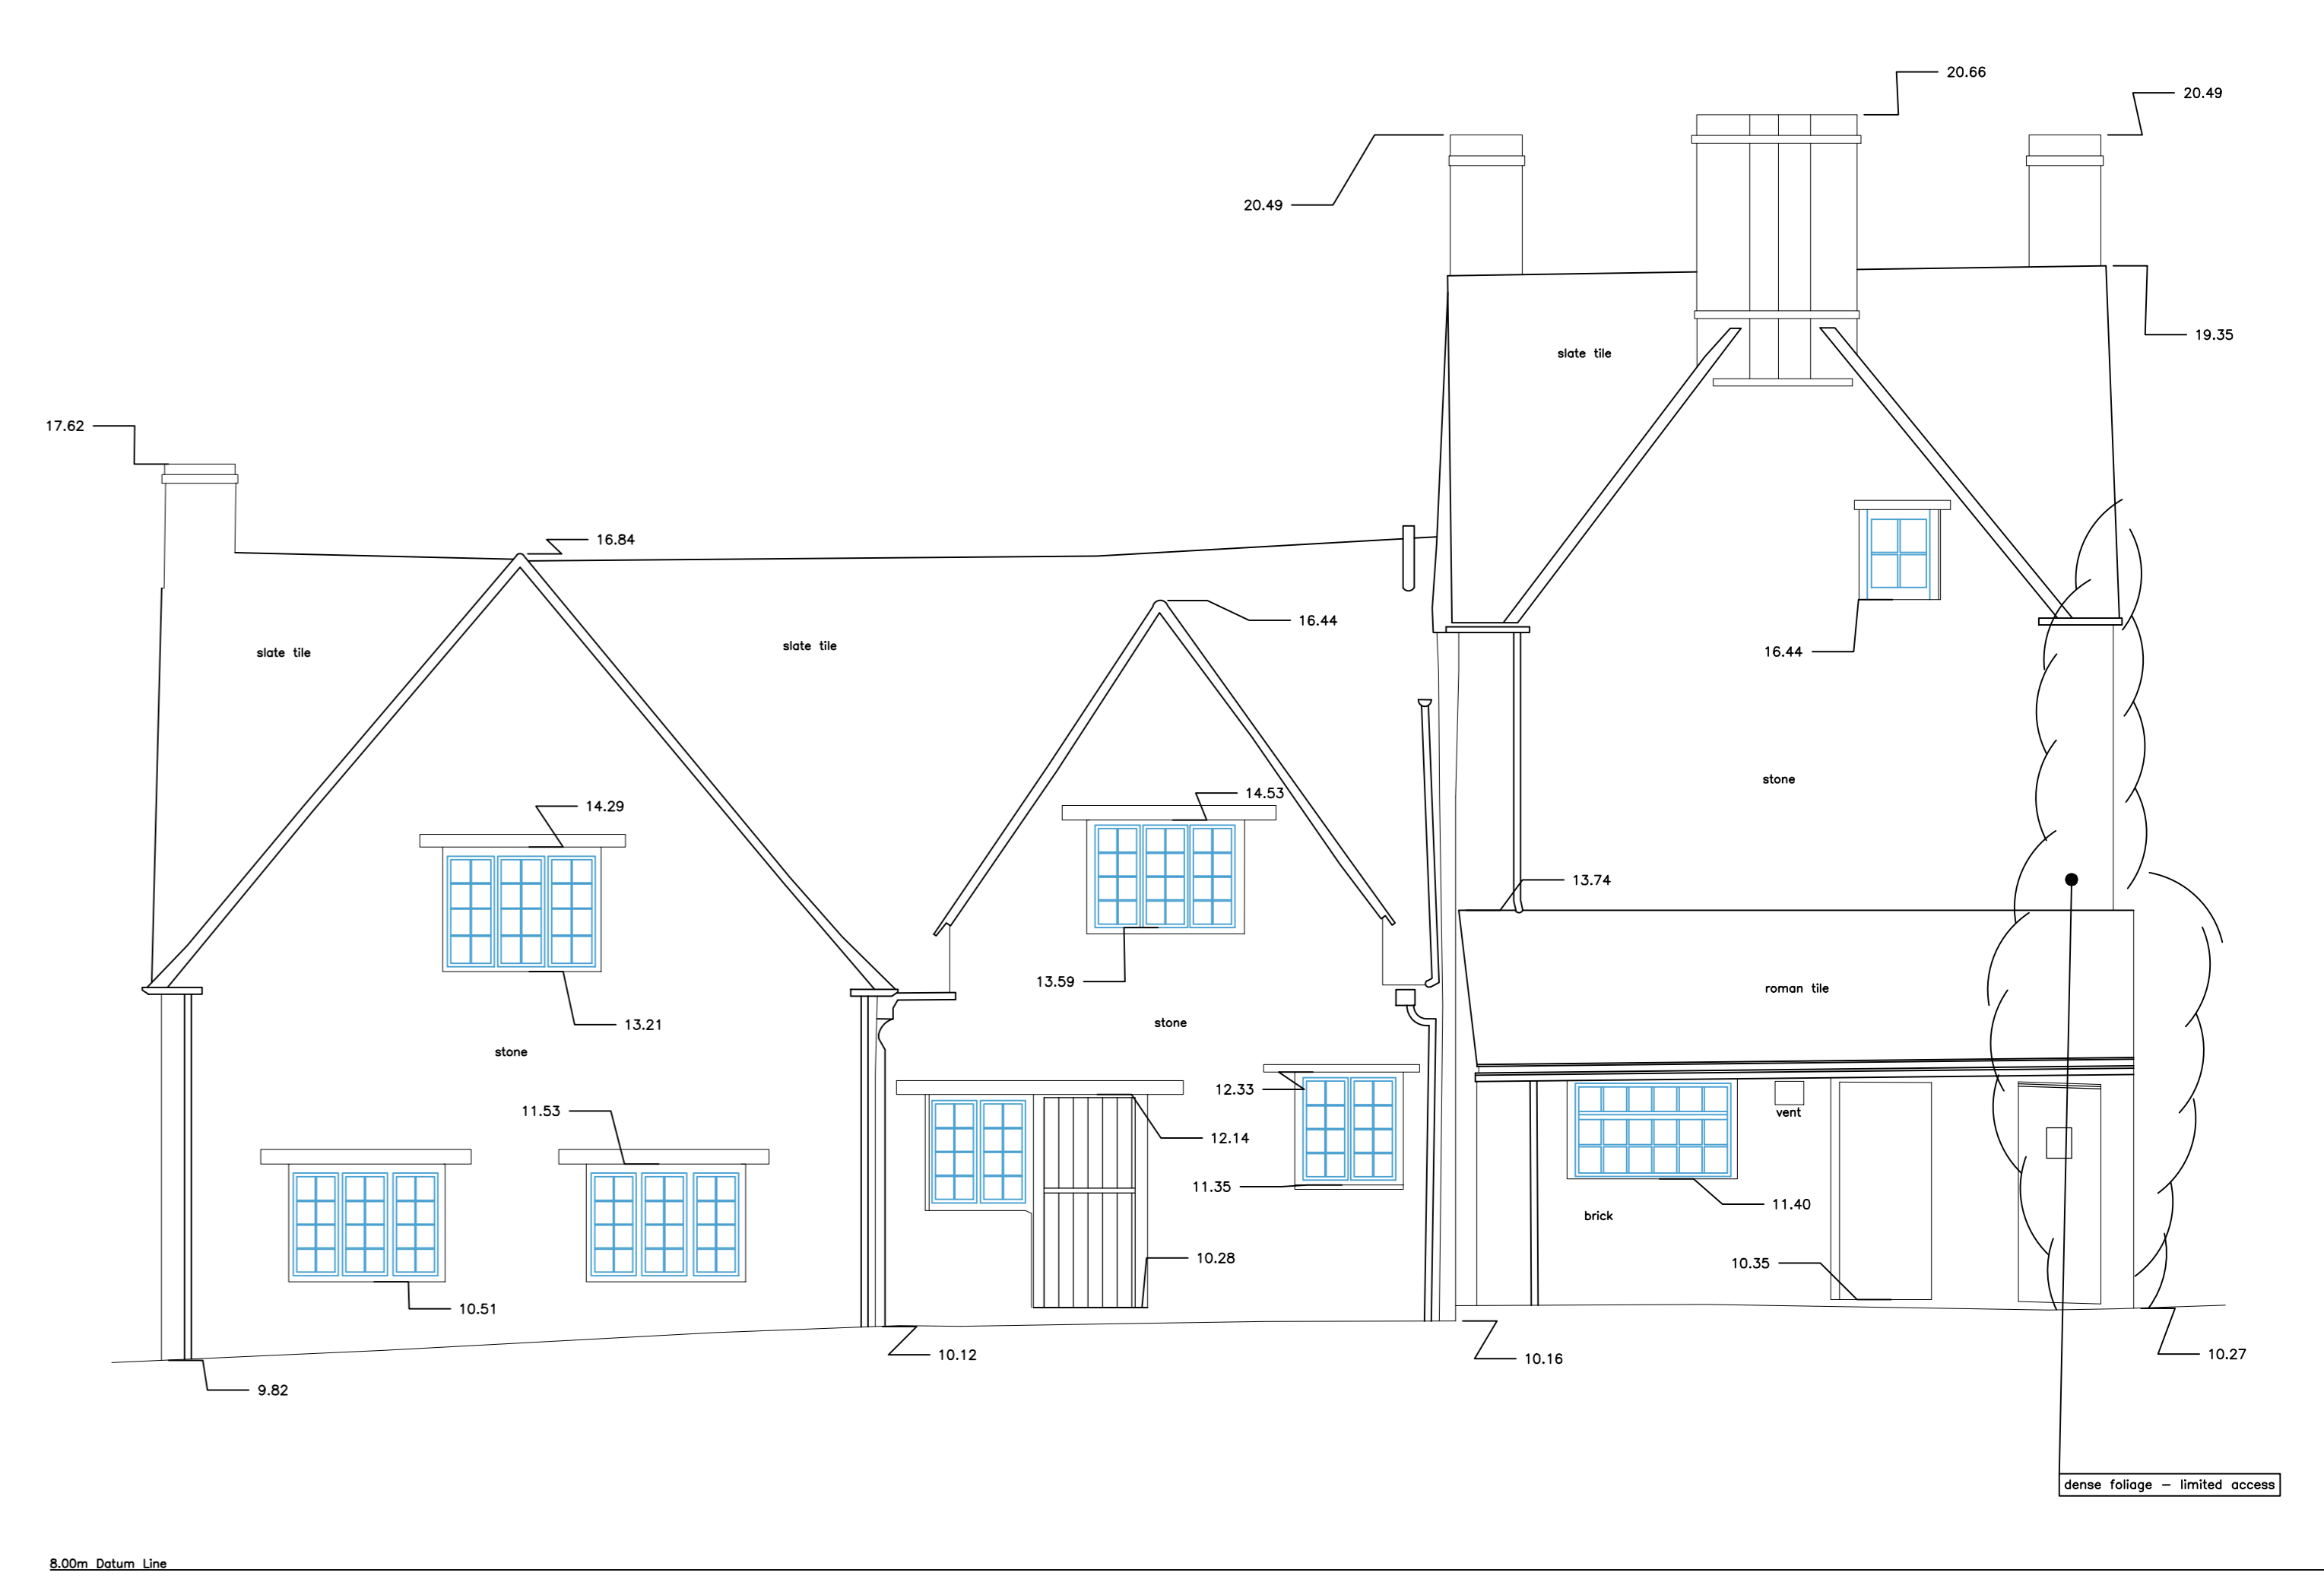 20.66
20.49
20.49
19.35
slate tile
17.62
16.84
16.44
slate tile
slate tile
16.44
stone
14.29
14.53
13.74
13.59
roman tile
13.21
stone
stone
12.33
11.53
vent
12.14
11.35
11.40
brick
10.28
10.35
10.51
10.12
10.16
10.27
9.82
dense foliage – limited access
8.00m Datum Line